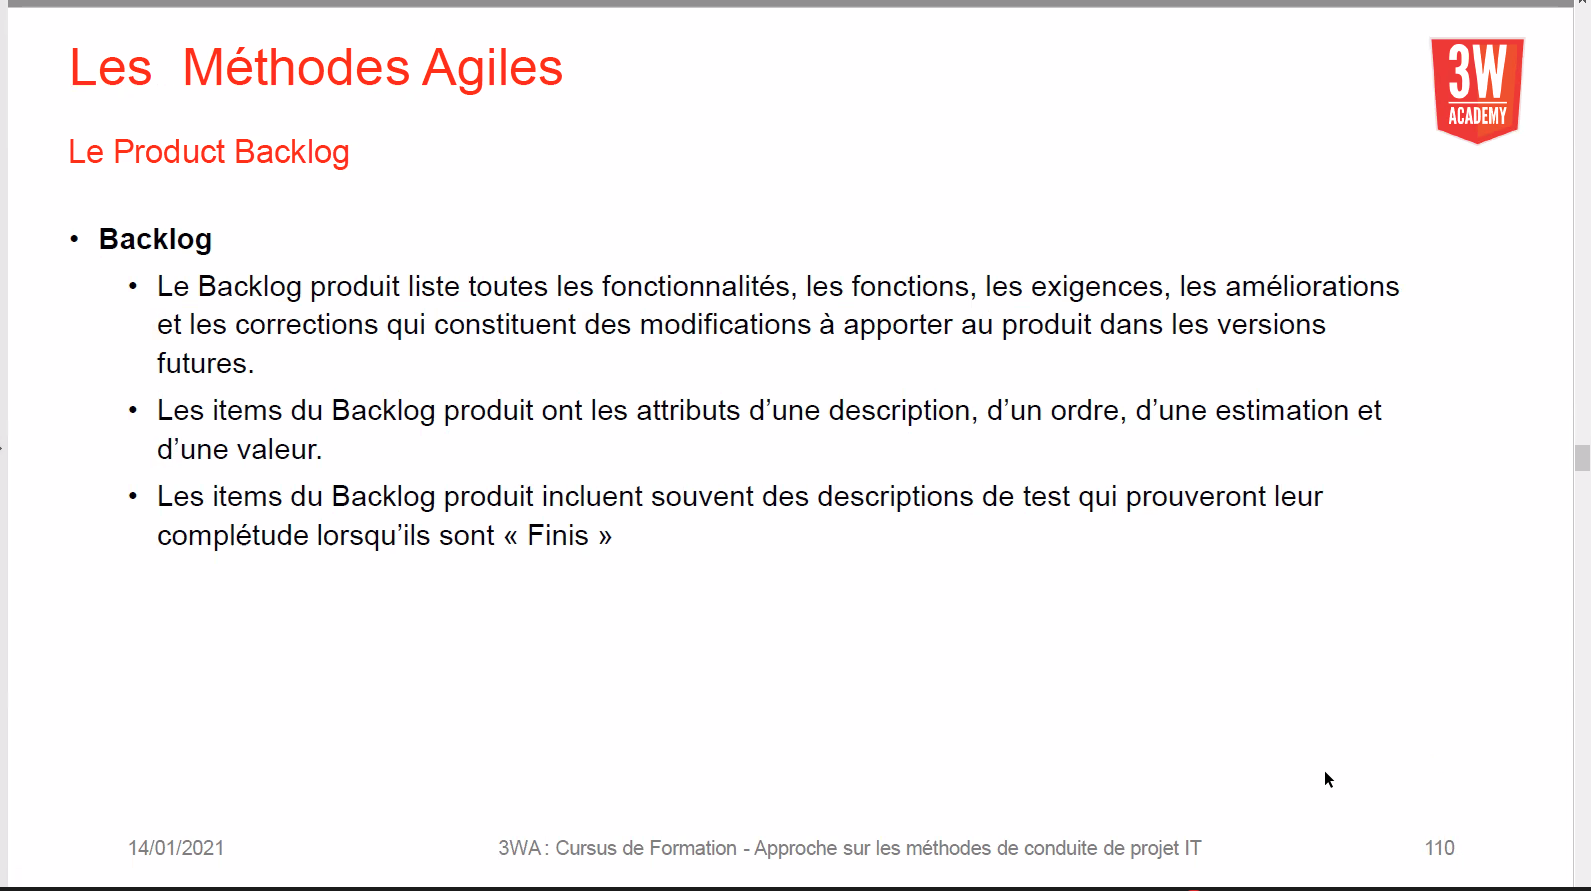 Les  Méthodes Agiles
3W
ACADEMY
Le Product Backlog
• Backlog
• Le Backlog produit liste toutes les fonctionnalités, les fonctions, les exigences, les améliorations
et les corrections qui constituent des modifications à apporter au produit dans les versions
futures.
• Les items du Backlog produit ont les attributs d’une description, d’un ordre, d’une estimation et
d’une valeur.
• Les items du Backlog produit incluent souvent des descriptions de test qui prouveront leur
complétude lorsqu’ils sont « Finis »
14/01/2021
3WA : Cursus de Formation - Approche sur les méthodes de conduite de projet IT
110